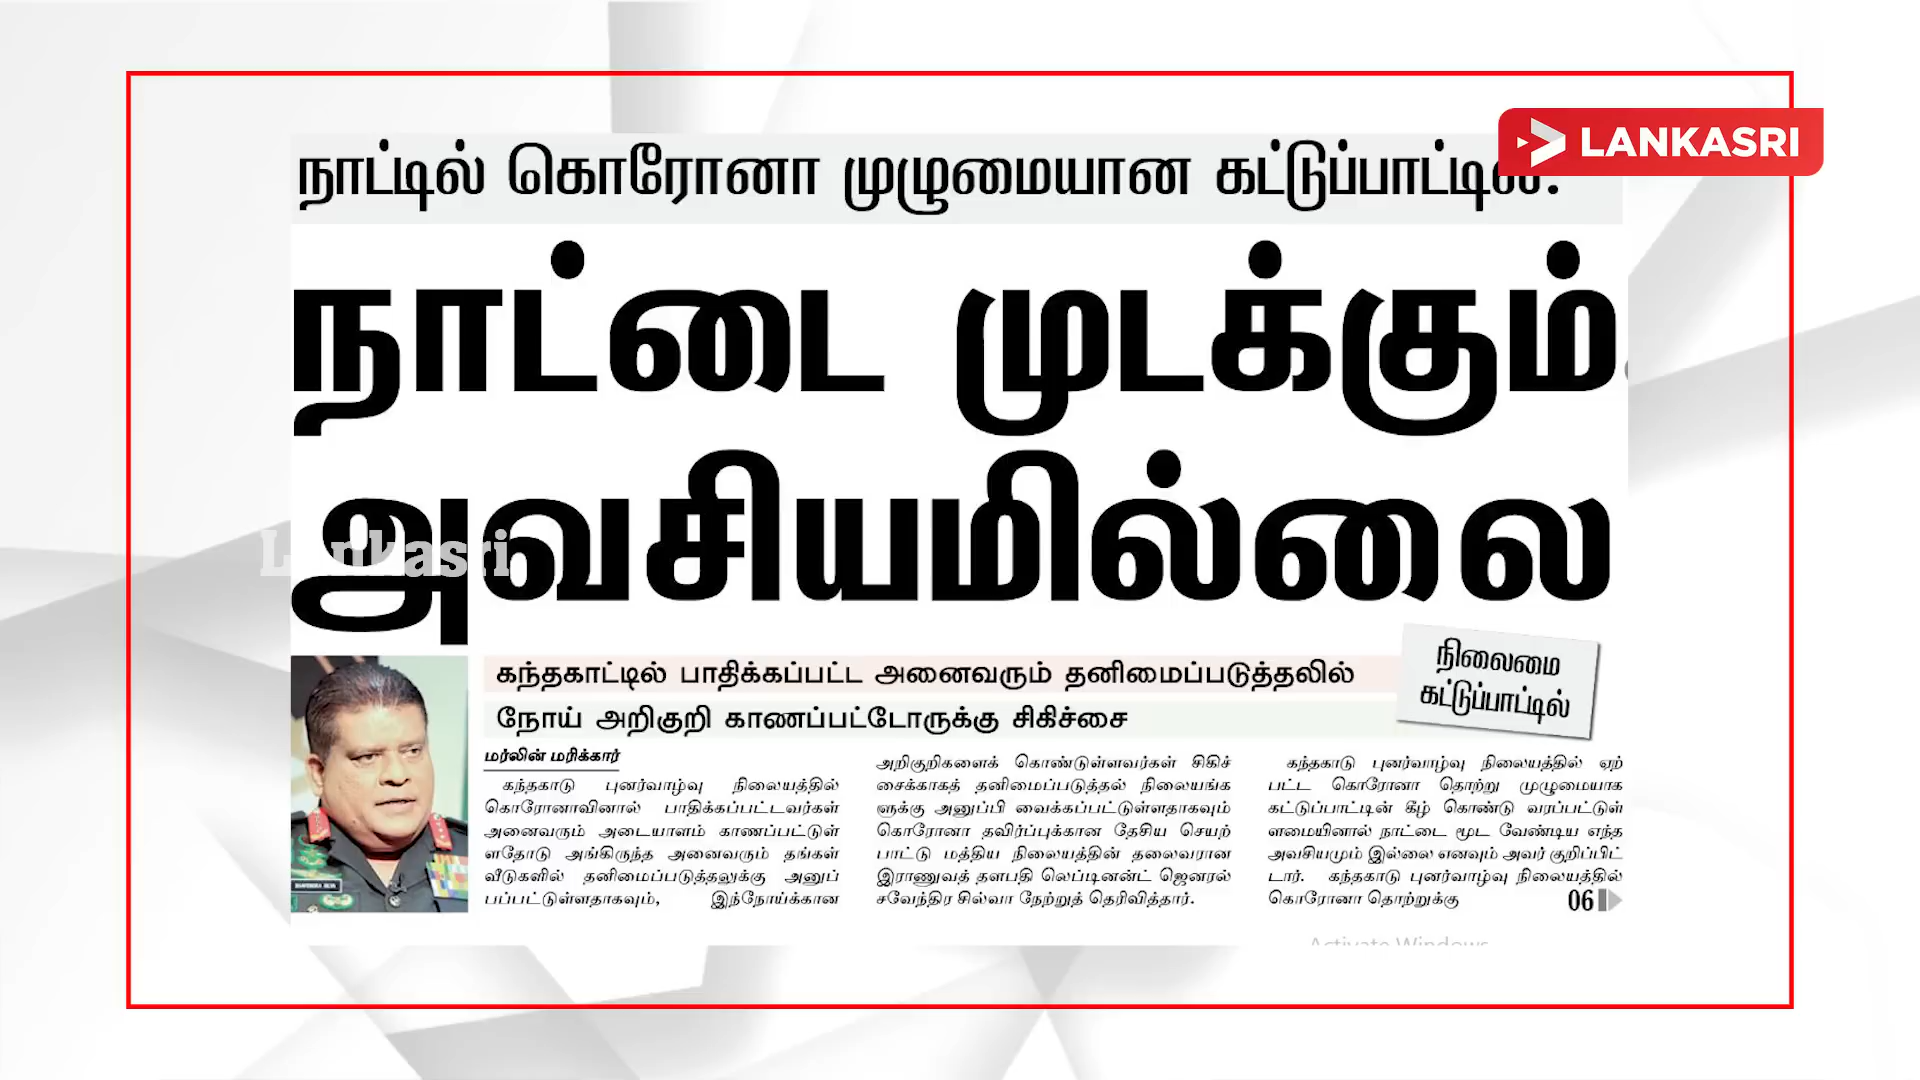 LANKASRI
நாட்டில் கொரோனா முழுமையான கட்டுப்பாட்டில்!
நாட்டை முடக்கும்
அவசியமில்லை
Lankasri
நிலைமை
கட்டுப்பாட்டில்
கந்தகாட்டில் பாதிக்கப்பட்ட அனைவரும் தனிமைப்படுத்தலில்
நோய் அறிகுறி காணப்பட்டோருக்கு சிகிச்சை
மர்லின் மரிக்கார்
கந்தகாடு புனர்வாழ்வு நிலையத்தில்
கொரோனாவினால் பாதிக்கப்பட்டவர்கள்
அனைவரும் அடையாளம் காணப்பட்டுள்
ளதோடு அங்கிருந்த அனைவரும் தங்கள்
வீடுகளில் தனிமைப்படுத்தலுக்கு அனுப்
பப்பட்டுள்ளதாகவும், இந்நோய்க்கான
அறிகுறிகளைக் கொண்டுள்ளவர்கள் சிகிச்
சைக்காகத் தனிமைப்படுத்தல் நிலையங்க
ளுக்கு அனுப்பி வைக்கப்பட்டுள்ளதாகவும்
கொரோனா தவிர்ப்புக்கான தேசிய செயற்
பாட்டு மத்திய நிலையத்தின் தலைவரான
இராணுவத் தளபதி லெப்டினன்ட் ஜெனரல்
சவேந்திர சில்வா நேற்றுத் தெரிவித்தார்.
கந்தகாடு புனர்வாழ்வு நிலையத்தில் ஏற்
பட்ட கொரோனா தொற்று முழுமையாக
கட்டுப்பாட்டின் கீழ் கொண்டு வரப்பட்டுள்
ளமையினால் நாட்டை மூட வேண்டிய எந்த
அவசியமும் இல்லை எனவும் அவர் குறிப்பிட்
டார். கந்தகாடு புனர்வாழ்வு நிலையத்தில்
கொரோனா தொற்றுக்கு
06
Activate Windows